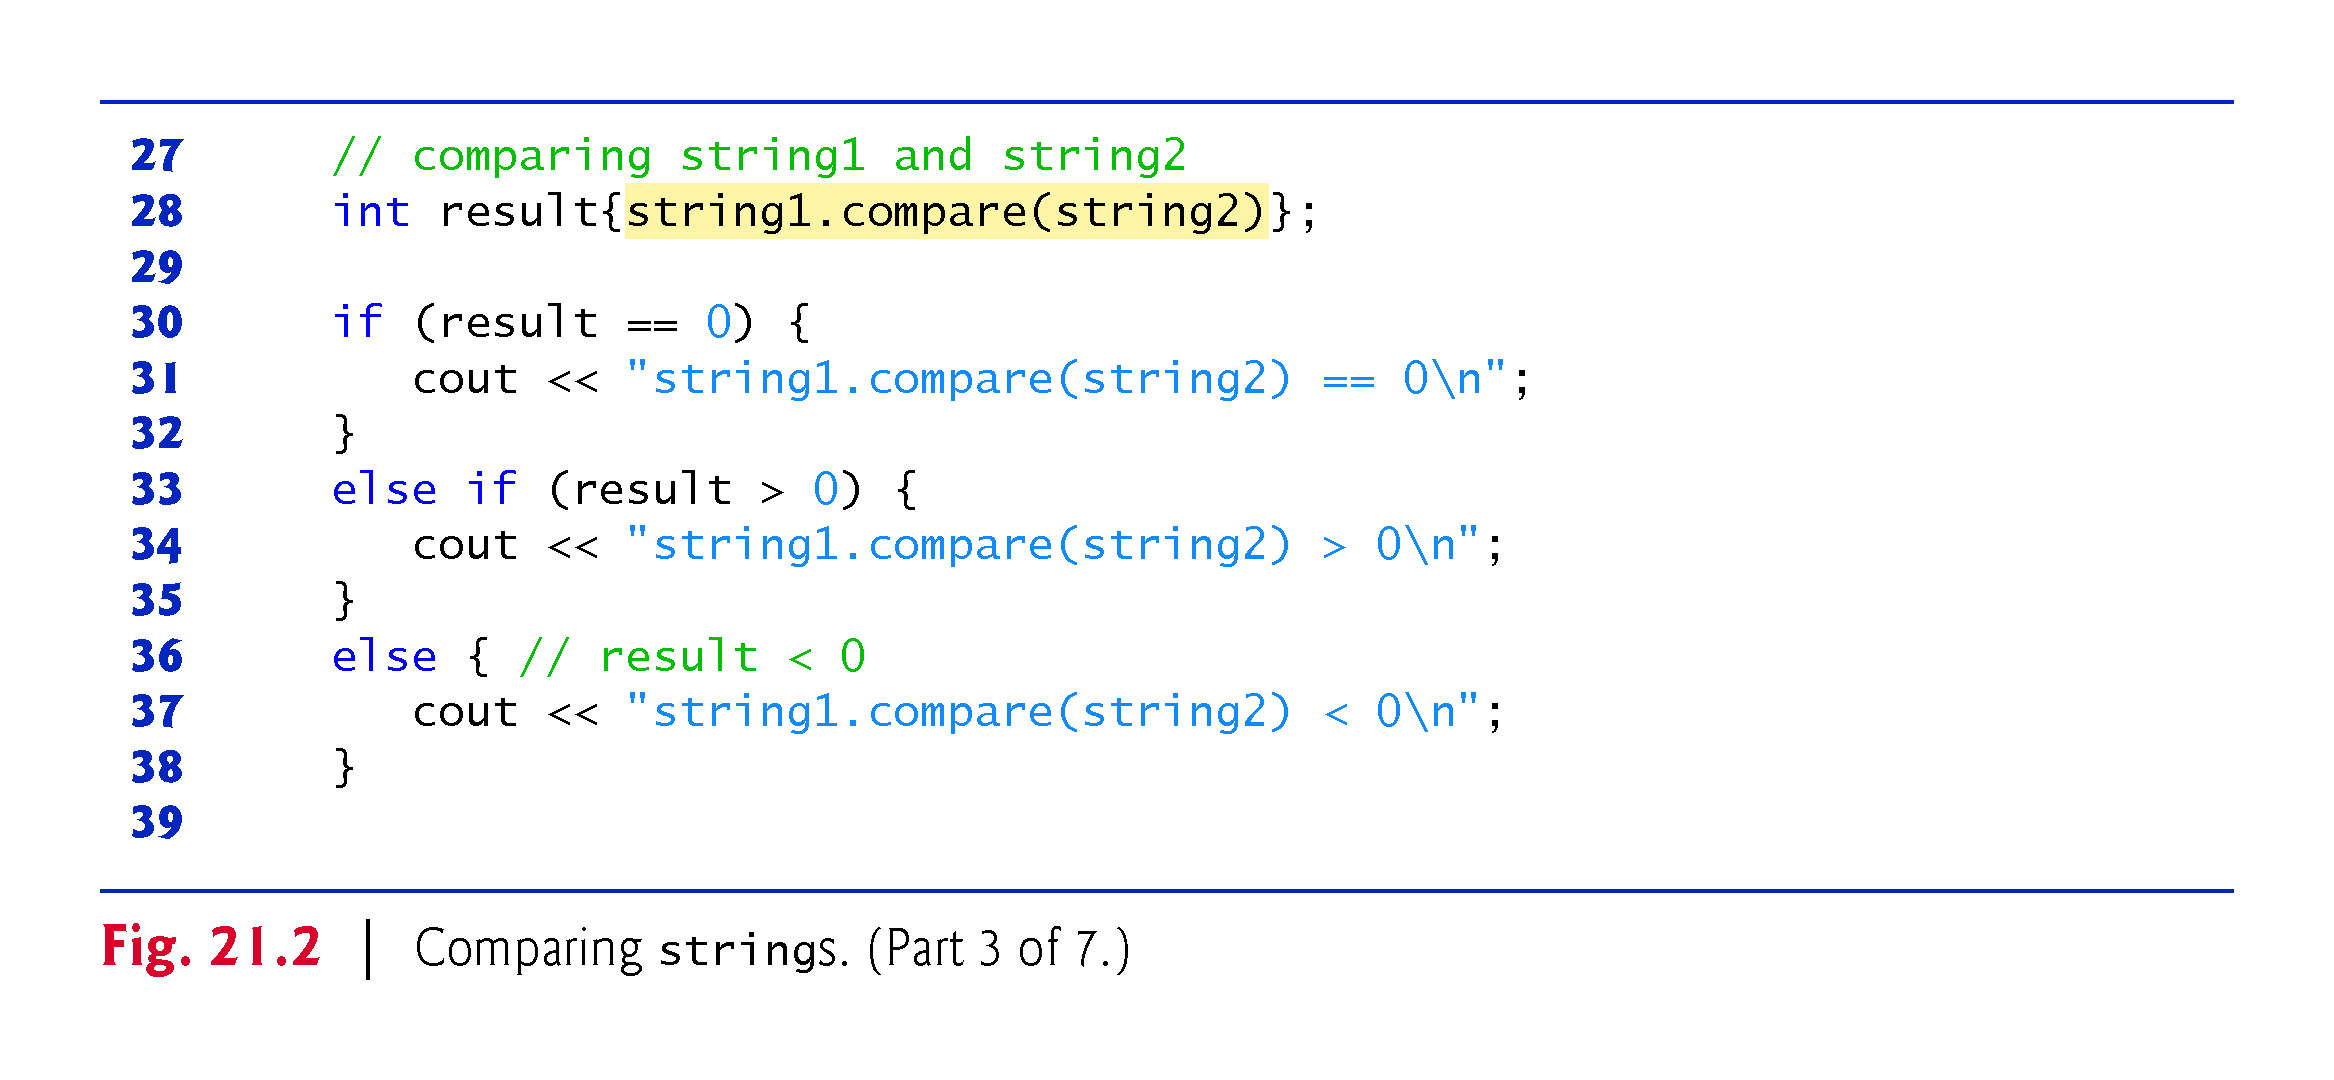 27 // comparing string1 and string2
28 int result{string1.compare(string2)};
29
30 if (result == 0) {
31 cout << "string1.compare(string2) == 0\n";
32 }
33 else if (result > 0) {
34 cout << "string1.compare(string2) > 0\n";
35 }
36 else { // result < 0
37 cout << "string1.compare(string2) < 0\n";
38 }
39
Fig. 21.2 | Comparing strings. (Part 3 of 7.)